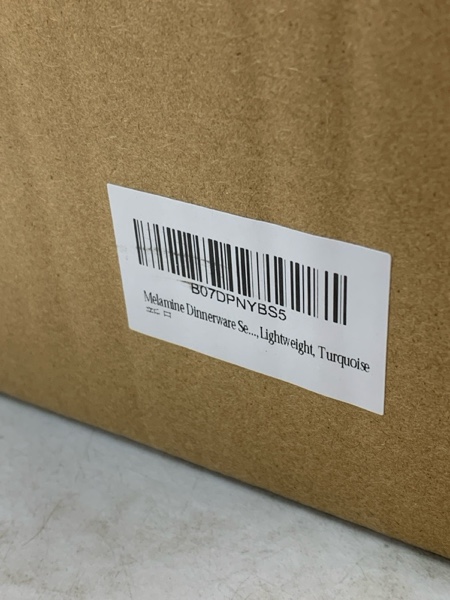 B07DPNYBS5
Melamine Dinnerware Se..., Lightweight, Turquoise